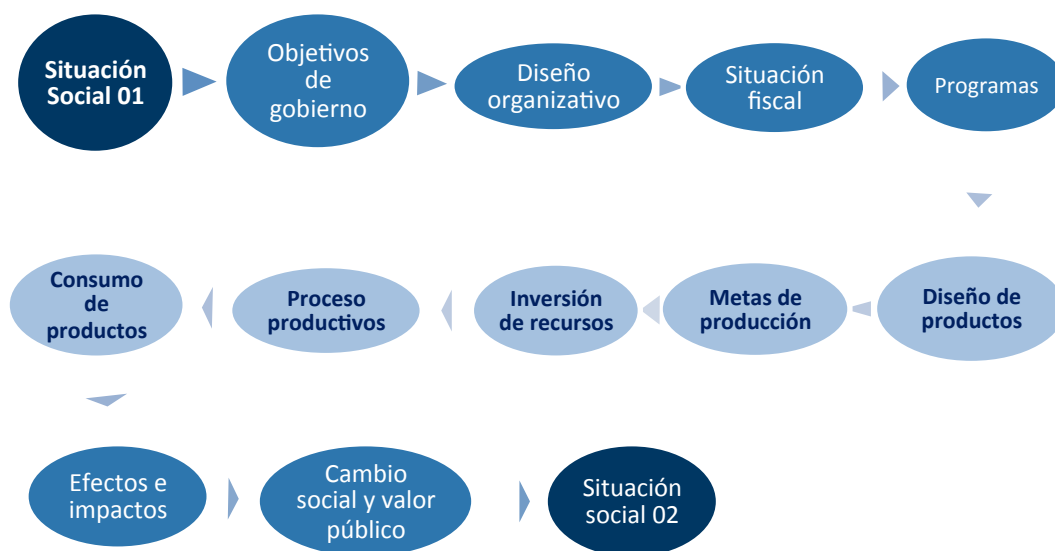 Situación
Social 01
Objetivos
de
gobierno
Diseño
organizativo
Situación
fiscal
Programas
Consumo
de
productos
Proceso
productivos
Inversión
de recursos
Metas de
producción
Diseño de
productos
Efectos e
impactos
Cambio
social y valor
público
Situación
social 02